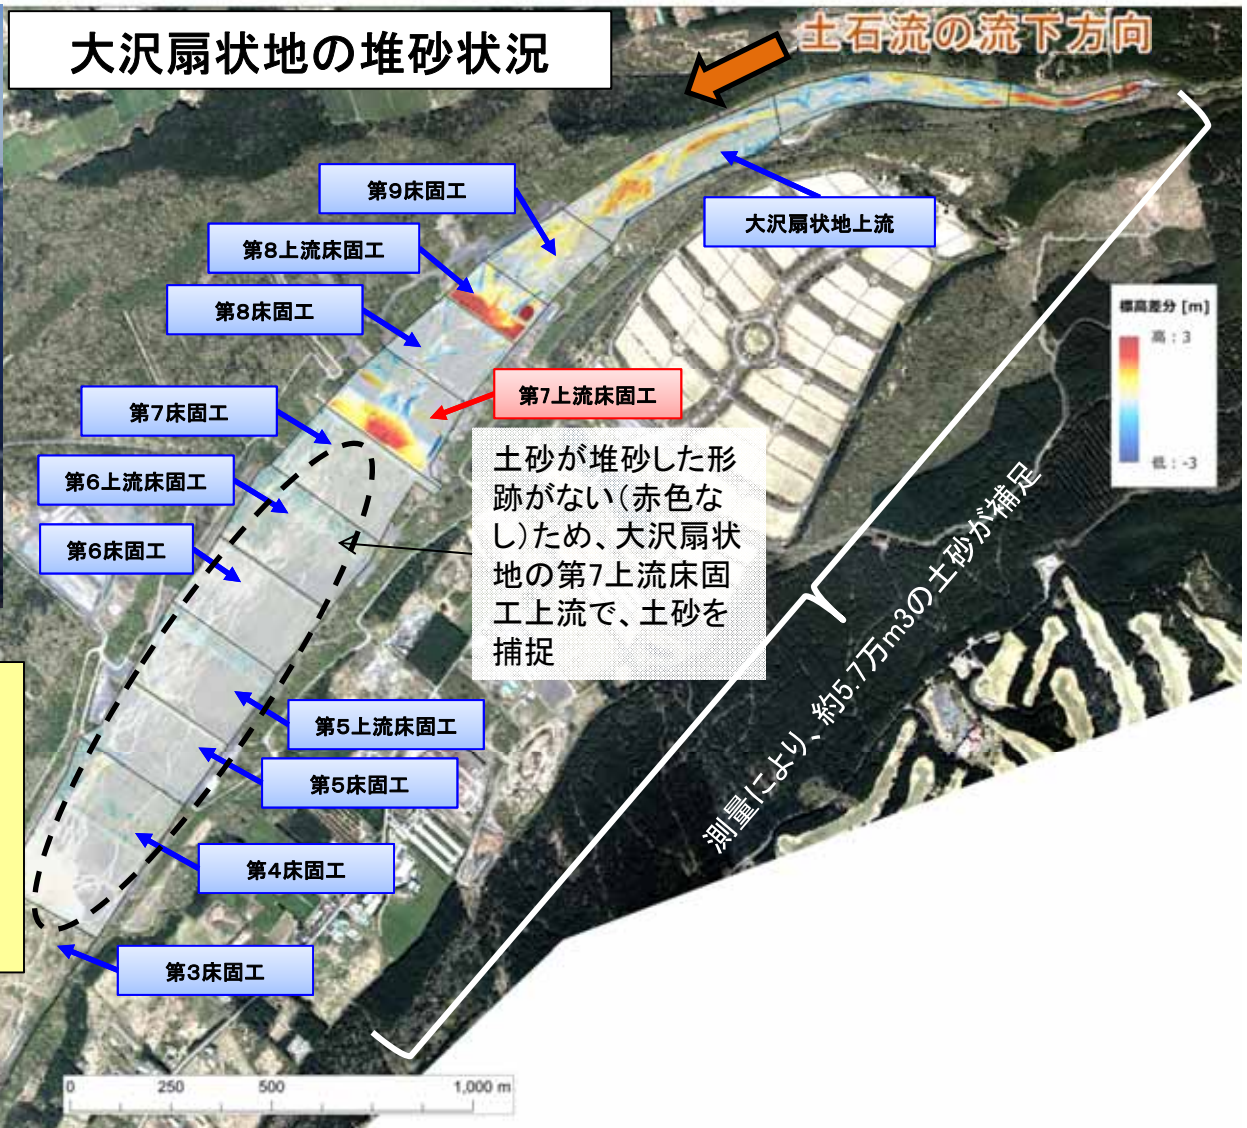 大沢扇状地の堆砂状況
土石流の流下方向
第9床固工
大沢扇状地上流
第8上流床固工
第8床固工
標高差分 [m]
高：3
低：-3
第7上流床固工
第7床固工
土砂が堆砂した形
跡がない（赤色な
し）ため、大沢扇状
地の第7上流床固
工上流で、土砂を
捕捉
第6上流床固工
第6床固工
測量により、約5.7万m3の土砂が補足
第5上流床固工
第5床固工
第4床固工
第3床固工
0 250 500 1,000 m